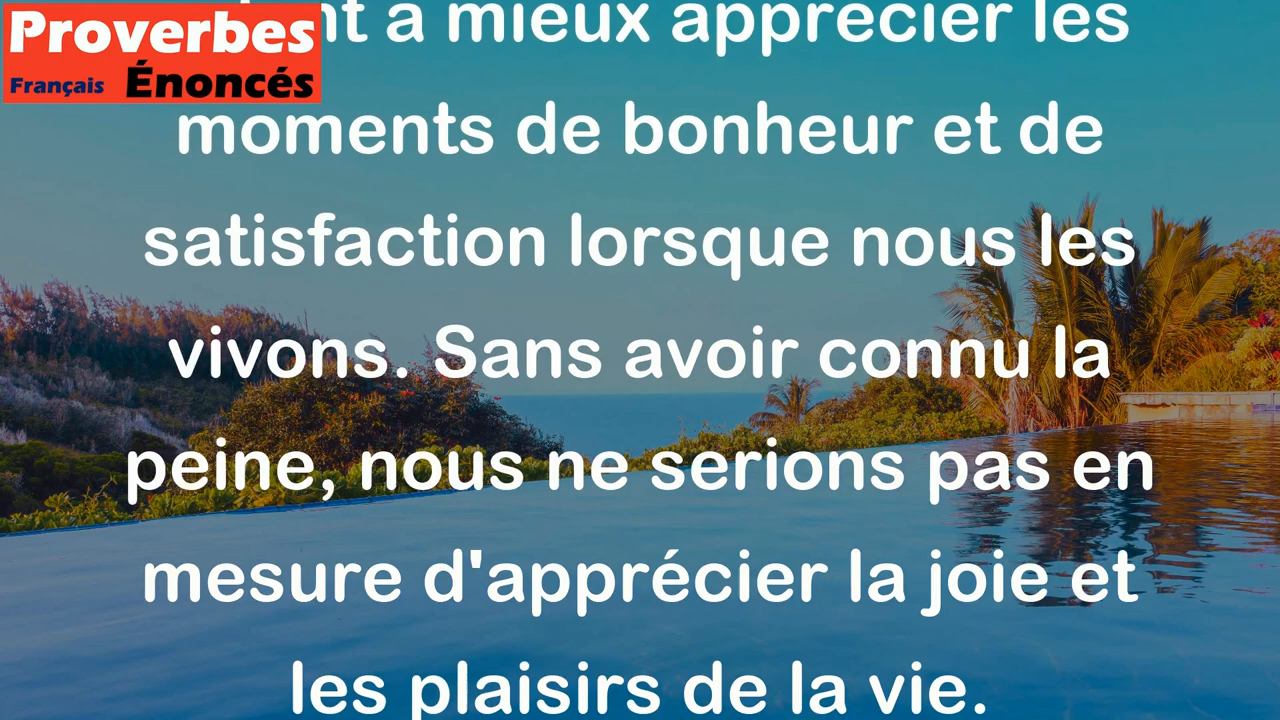 Proverbes
Français Énoncés
à mieux apprécier les
moments de bonheur et de
satisfaction lorsque nous les
vivons. Sans avoir connu la
peine, nous ne serions pas en
mesure d'apprécier la joie et
les plaisirs de la vie.